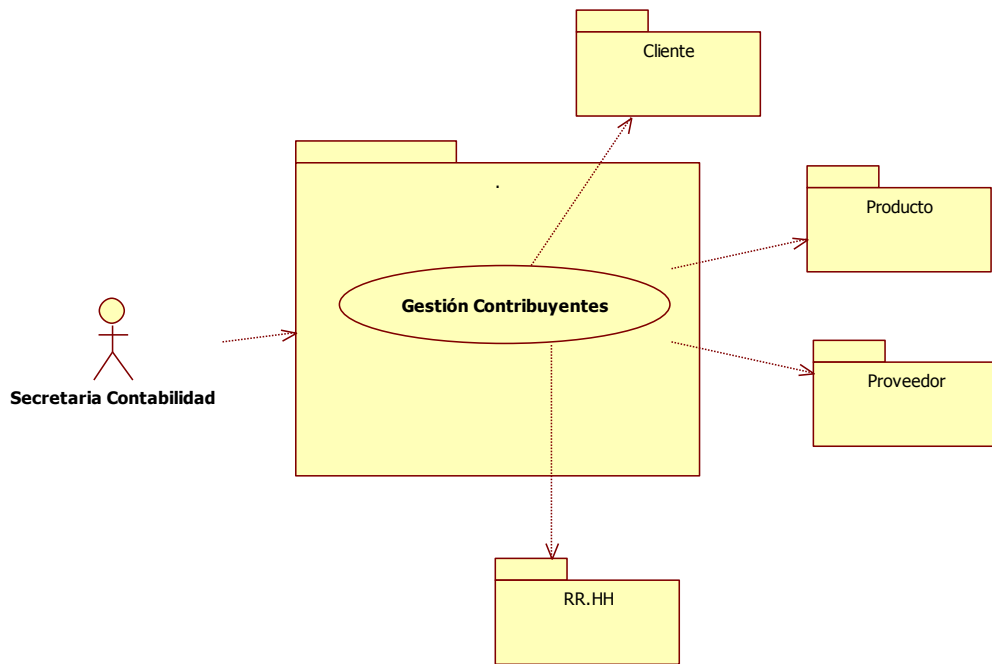 Cliente
.
Producto
Gestión Contribuyentes
Proveedor
Secretaria Contabilidad
RR.HH